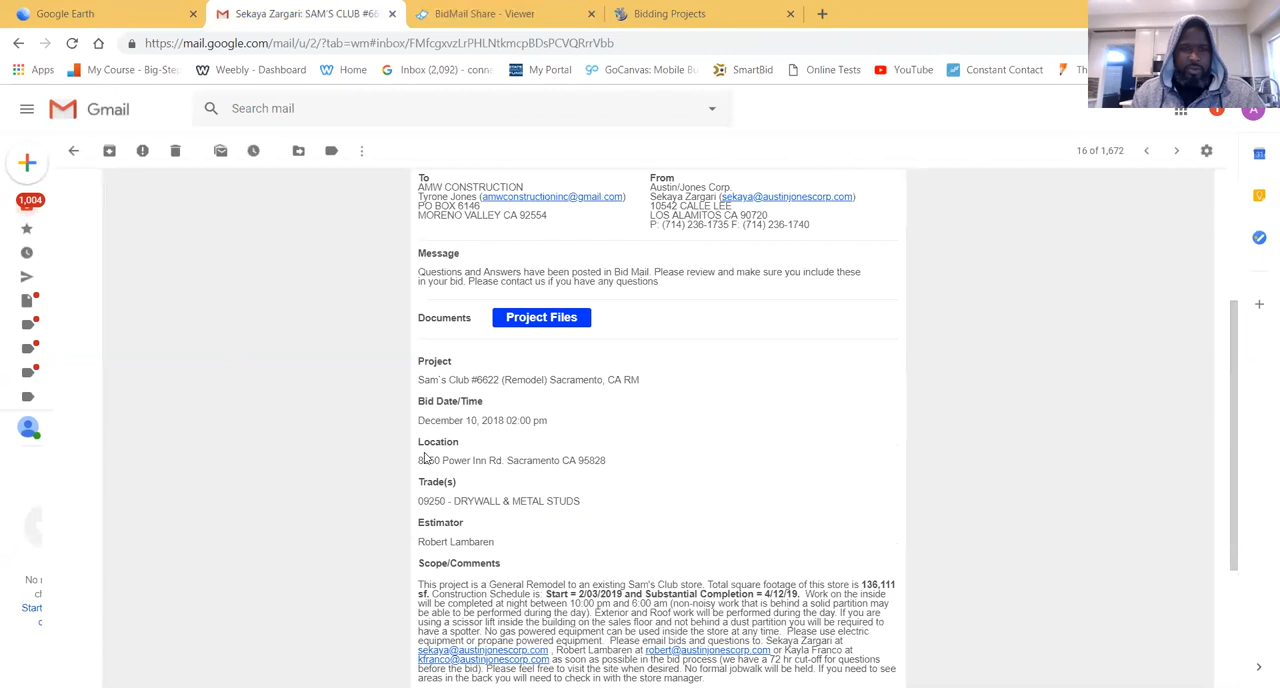 Google Earth
Sekaya Zargari: SAM'S CLUB #66
BidMail Share - Viewer
Bidding Projects
https://mail.google.com/mail/u/2/?tab=wm#inbox/FMfcgxvzLrPHLNtkmcpBDsPCVQRrrVbb
Apps
My Course - Big-Ste
Weebly - Dashboard
Home
Inbox (2,092) - conne
My Portal
GoCanvas: Mobile Bu
SmartBid
Online Tests
YouTube
Constant Contact
Th
Gmail
Search mail
16 of 1,672
1,004
To
AMW CONSTRUCTION
Tyrone Jones (amwconstructioninc@gmail.com)
PO BOX 6146
MORENO VALLEY CA 92554
From
Austin/Jones Corp.
Sekaya Zargari (sekaya@austinjonescorp.com)
10542 CALLE LEE
LOS ALAMITOS CA 90720
P: (714) 236-1735 F: (714) 236-1740
Message
Questions and Answers have been posted in Bid Mail. Please review and make sure you include these
in your bid. Please contact us if you have any questions
Documents
Project Files
Project
Sam`s Club #6622 (Remodel) Sacramento, CA RM
Bid Date/Time
December 10, 2018 02:00 pm
Location
Power Inn Rd. Sacramento CA 95828
Trade(s)
09250 - DRYWALL & METAL STUDS
Estimator
Robert Lambaren
Scope/Comments
This project is a General Remodel to an existing Sam's Club store. Total square footage of this store is 136,111
sf. Construction Schedule is: Start = 2/03/2019 and Substantial Completion = 4/12/19. Work on the inside
will be completed at night between 10:00 pm and 6:00 am (non-noisy work that is behind a solid partition may
be able to be performed during the day). Exterior and Roof work will be performed during the day. If you are
using a scissor lift inside the building on the sales floor and not behind a dust partition you will be required to
have a spotter. No gas powered equipment can be used inside the store at any time. Please use electric
equipment or propane powered equipment. Please email bids and questions to: Sekaya Zargari at
sekaya@austinjonescorp.com , Robert Lambaren at robert@austinjonescorp.com or Kayla Franco at
kfranco@austinjonescorp.com as soon as possible in the bid process (we have a 72 hr cut-off for questions
before the bid). Please feel free to visit the site when desired. No formal jobwalk will be held. If you need to see
areas in the back you will need to check in with the store manager.
No r
cl
Start
c
A
31